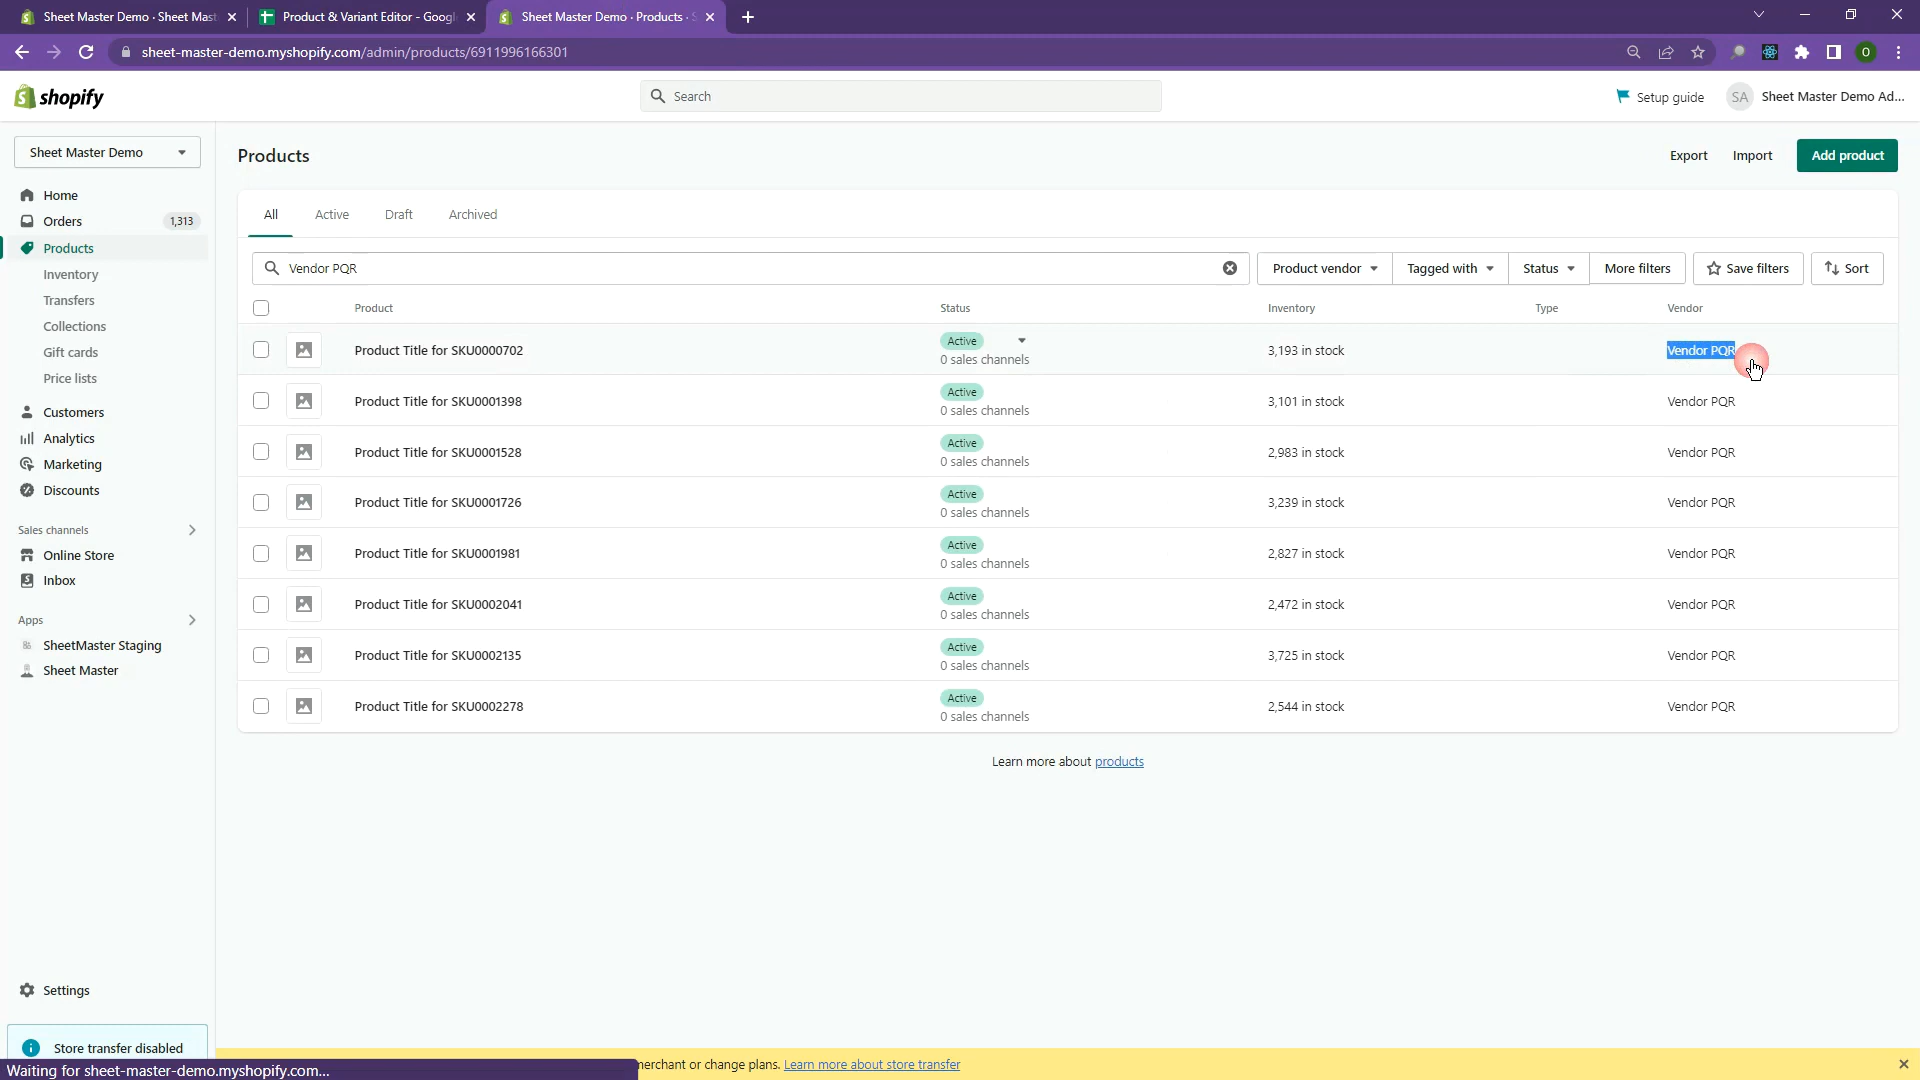 Sheet Master Demo · Sheet Mast
Product & Variant Editor - Googl
Sheet Master Demo · Products · S
sheet-master-demo.myshopify.com/admin/products/6911996166301
O
shopify
Search
Setup guide
SA
Sheet Master Demo Ad...
Sheet Master Demo
Home
Orders
1,313
Products
Inventory
Transfers
Collections
Gift cards
Price lists
Customers
Analytics
Marketing
Discounts
Sales channels
Online Store
Inbox
Apps
SheetMaster Staging
Sheet Master
Settings
Store transfer disabled
Products
Export
Import
Add product
All
Active
Draft
Archived
Vendor PQR
Product vendor
Tagged with
Status
More filters
Save filters
Sort
Product
Status
Inventory
Type
Vendor
Product Title for SKU0000702
Active
0 sales channels
3,193 in stock
Vendor PQR
Product Title for SKU0001398
Active
0 sales channels
3,101 in stock
Vendor PQR
Product Title for SKU0001528
Active
0 sales channels
2,983 in stock
Vendor PQR
Product Title for SKU0001726
Active
0 sales channels
3,239 in stock
Vendor PQR
Product Title for SKU0001981
Active
0 sales channels
2,827 in stock
Vendor PQR
Product Title for SKU0002041
Active
0 sales channels
2,472 in stock
Vendor PQR
Product Title for SKU0002135
Active
0 sales channels
3,725 in stock
Vendor PQR
Product Title for SKU0002278
Active
0 sales channels
2,544 in stock
Vendor PQR
Learn more about products
Waiting for sheet-master-demo.myshopify.com...
erchant or change plans. Learn more about store transfer